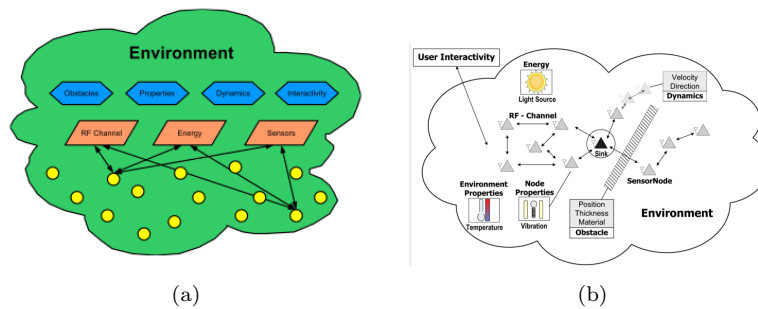 Environment
Obstacles
Properties
Dynamics
Interactivity
RF Channel
Energy
Sensors
(a)
User Interactivity
Energy
Light Source
Velocity
Direction
Dynamics
RF - Channel
Sink
SensorNode
Environment
Properties
Temperature
Node
Properties
Vibration
Position
Thickness
Material
Obstacle
Environment
(b)